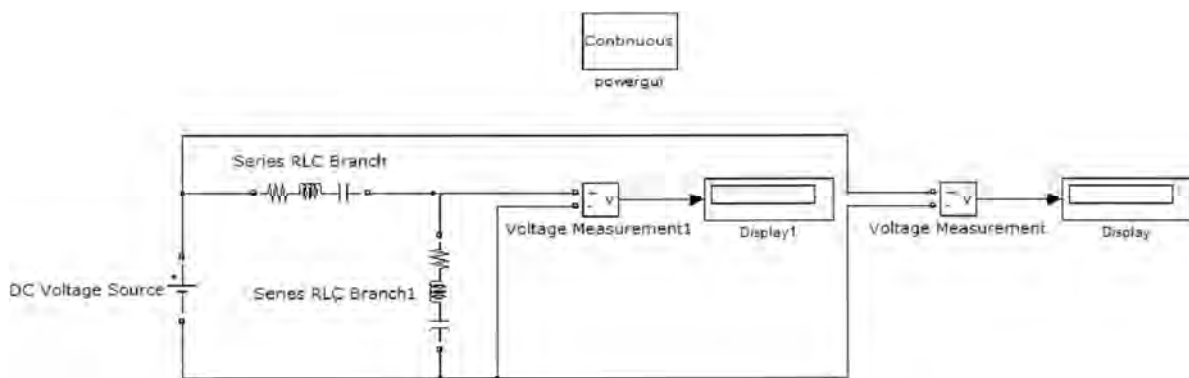 Continuous
powergui
Series RLC Branch
Voltage Measurement1
Display1
Voltage Measurement
Display
DC Voltage Source
Series RLC Branch1